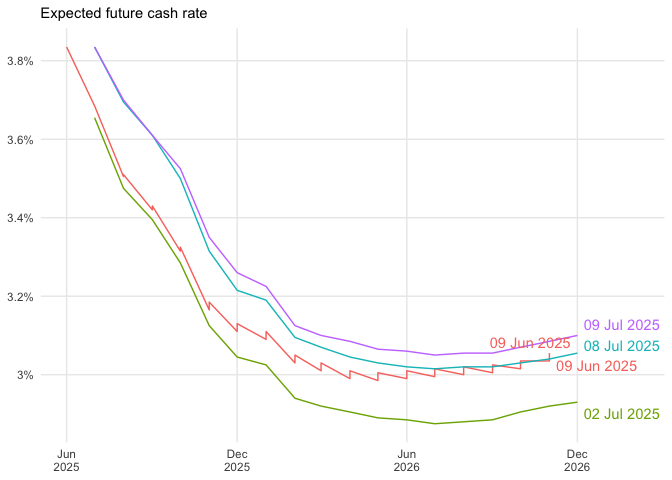 Expected future cash rate
3.8%
3.6%
3.4%
3.2%
3%
09 Jul 2025
09 Jun 2025
08 Jul 2025
09 Jun 2025
02 Jul 2025
Jun
2025
Dec
2025
Jun
2026
Dec
2026